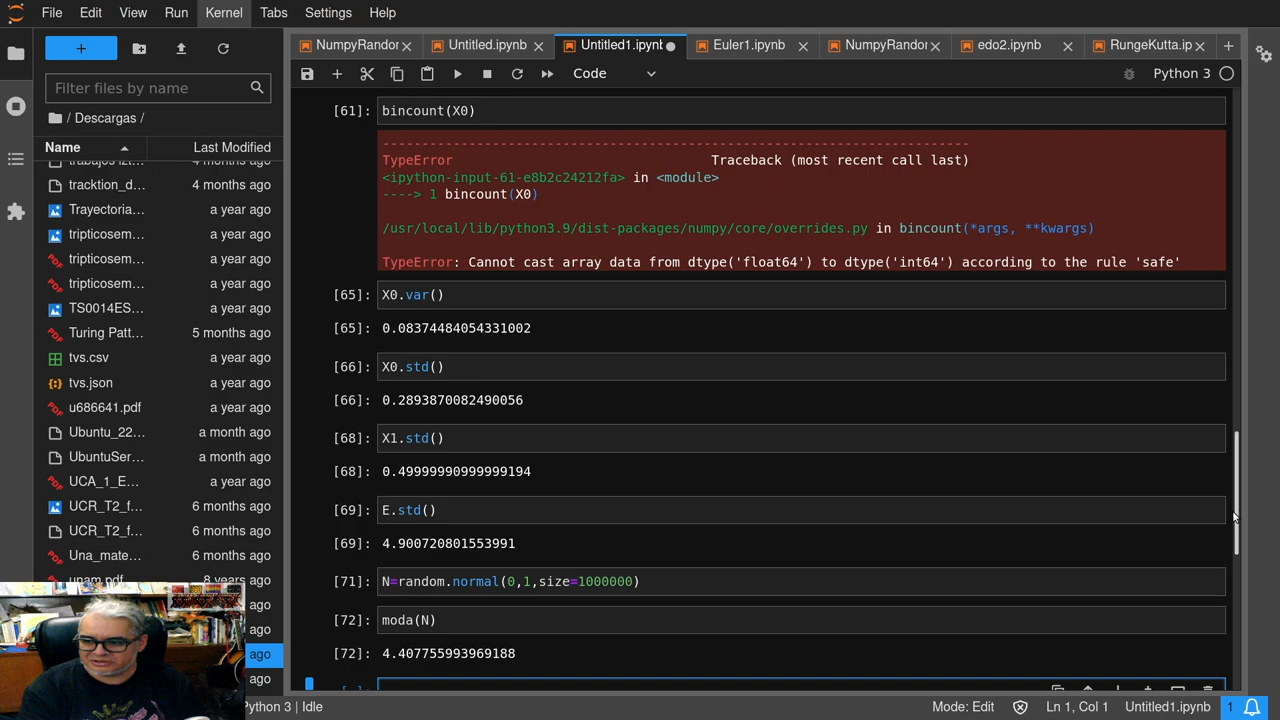 File Edit View Run Kernel Tabs Settings Help
NumpyRandor Untitled.ipynb Untitled1.ipynb Euler1.ipynb NumpyRandor edo2.ipynb RungeKutta.ip
Code Python 3
Filter files by name
/ Descargas /
Name Last Modified
trabajos 4 months ago
tracktion_d… 4 months ago
Trayectoria… a year ago
tripticosem… a year ago
tripticosem… a year ago
tripticosem… a year ago
TS0014ES… a year ago
Turing Patt… 5 months ago
tvs.csv a year ago
tvs.json a year ago
u686641.pdf a year ago
Ubuntu_22… a month ago
UbuntuSer… a month ago
UCA_1_E… a year ago
UCR_T2_f… 6 months ago
UCR_T2_f… 6 months ago
Una_mate… 6 months ago
unam.pdf 8 years ago
ago
ago
ago
ago
[61]: bincount(X0)
---------------------------------------------------------------------------
TypeError Traceback (most recent call last)
<ipython-input-61-e8b2c24212fa> in <module>
----> 1 bincount(X0)
/usr/local/lib/python3.9/dist-packages/numpy/core/overrides.py in bincount(*args, **kwargs)
TypeError: Cannot cast array data from dtype('float64') to dtype('int64') according to the rule 'safe'
[65]: X0.var()
[65]: 0.08374484054331002
[66]: X0.std()
[66]: 0.2893870082490056
[68]: X1.std()
[68]: 0.49999990999999194
[69]: E.std()
[69]: 4.900720801553991
[71]: N=random.normal(0,1,size=1000000)
[72]: moda(N)
[72]: 4.407755993969188
Python 3 | Idle Mode: Edit Ln 1, Col 1 Untitled1.ipynb 1